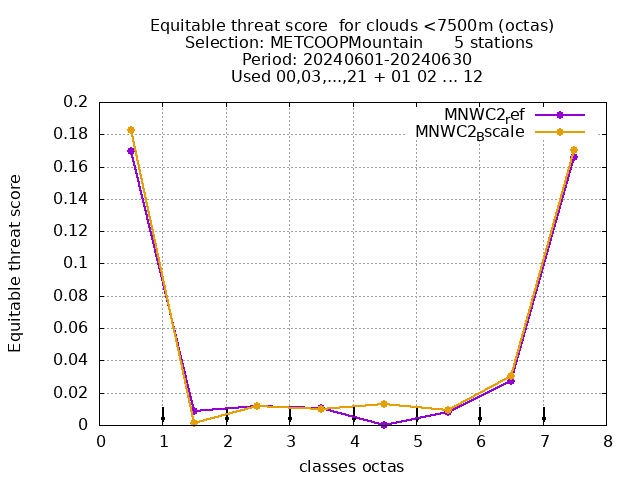 Equitable threat score  for clouds <7500m (octas)
Selection: METCOOPMountain      5 stations
Period: 20240601-20240630
Used 00,03,...,21 + 01 02 ... 12
MNWC2ref
MNWC2Bscale
Equitable threat score
0.2
0.18
0.16
0.14
0.12
0.1
0.08
0.06
0.04
0.02
0
0 1 2 3 4 5 6 7 8
classes octas